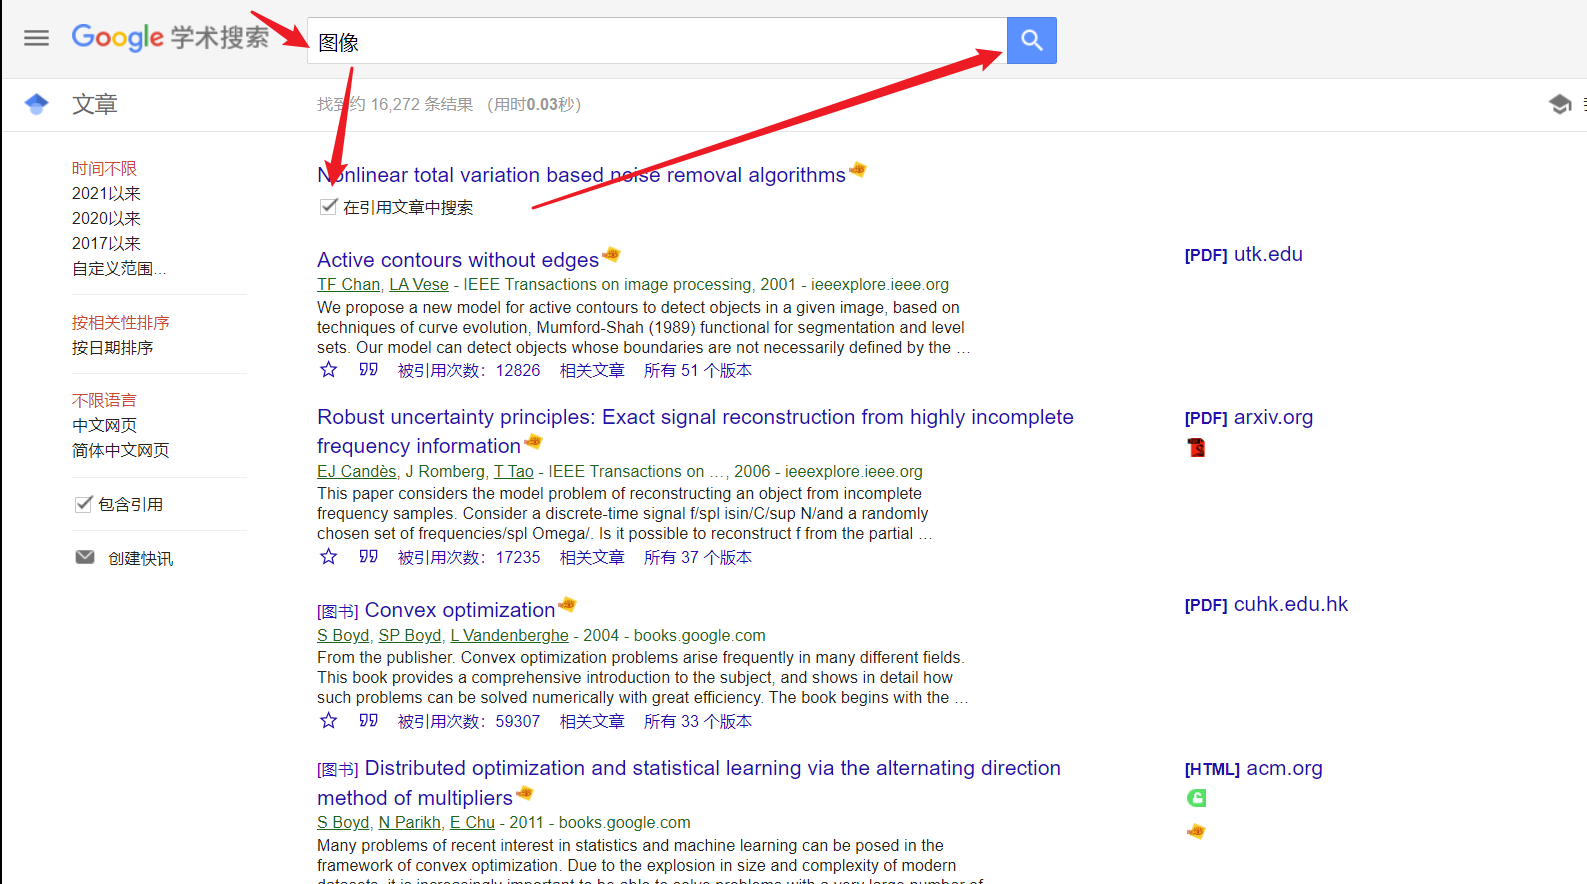 Google 学术搜索
图像
文章
找到约 16,272 条结果 (用时0.03秒)
时间不限
2021以来
2020以来
2017以来
自定义范围...
按相关性排序
按日期排序
不限语言
中文网页
简体中文网页
包含引用
创建快讯
Nonlinear total variation based noise removal algorithms
在引用文章中搜索
Active contours without edges
[PDF] utk.edu
TF Chan, LA Vese - IEEE Transactions on image processing, 2001 - ieeexplore.ieee.org
We propose a new model for active contours to detect objects in a given image, based on
techniques of curve evolution, Mumford-Shah (1989) functional for segmentation and level
sets. Our model can detect objects whose boundaries are not necessarily defined by the …
被引用次数：12826 相关文章 所有 51 个版本
Robust uncertainty principles: Exact signal reconstruction from highly incomplete
frequency information
[PDF] arxiv.org
EJ Candès, J Romberg, T Tao - IEEE Transactions on …, 2006 - ieeexplore.ieee.org
This paper considers the model problem of reconstructing an object from incomplete
frequency samples. Consider a discrete-time signal f/spl isin/C/sup N/and a randomly
chosen set of frequencies/spl Omega/. Is it possible to reconstruct f from the partial …
被引用次数：17235 相关文章 所有 37 个版本
[图书] Convex optimization
[PDF] cuhk.edu.hk
S Boyd, SP Boyd, L Vandenberghe - 2004 - books.google.com
From the publisher. Convex optimization problems arise frequently in many different fields.
This book provides a comprehensive introduction to the subject, and shows in detail how
such problems can be solved numerically with great efficiency. The book begins with the …
被引用次数：59307 相关文章 所有 33 个版本
[图书] Distributed optimization and statistical learning via the alternating direction
method of multipliers
[HTML] acm.org
S Boyd, N Parikh, E Chu - 2011 - books.google.com
Many problems of recent interest in statistics and machine learning can be posed in the
framework of convex optimization. Due to the explosion in size and complexity of modern
datasets, it is increasingly important to be able to solve problems with a very large number of